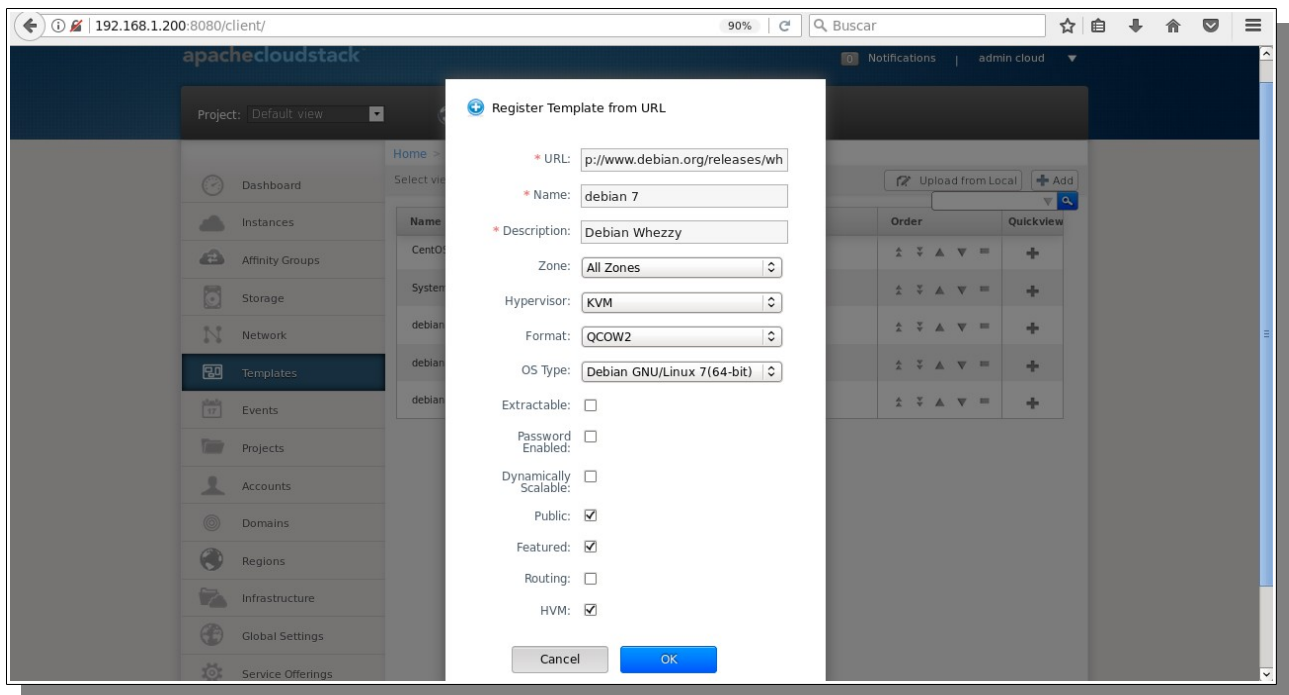 192.168.1.200:8080/client/
90%
Buscar
apachecloudstack
0 Notifications | admin cloud
Project: Default view
Register Template from URL
Home >
* URL: p://www.debian.org/releases/wh
Select vie
Upload from Local
Add
Dashboard
* Name: debian 7
Instances
Name
Order
Quickview
* Description: Debian Whezzy
CentOS
Affinity Groups
Zone: All Zones
System
Storage
Hypervisor: KVM
debian
Network
Format: QCOW2
debian
Templates
OS Type: Debian GNU/Linux 7(64-bit)
debian
17
Events
Extractable:
Projects
Password
Enabled:
Accounts
Dynamically
Scalable:
Domains
Public:
Regions
Featured:
Infrastructure
Routing:
Global Settings
HVM:
Service Offerings
Cancel
OK